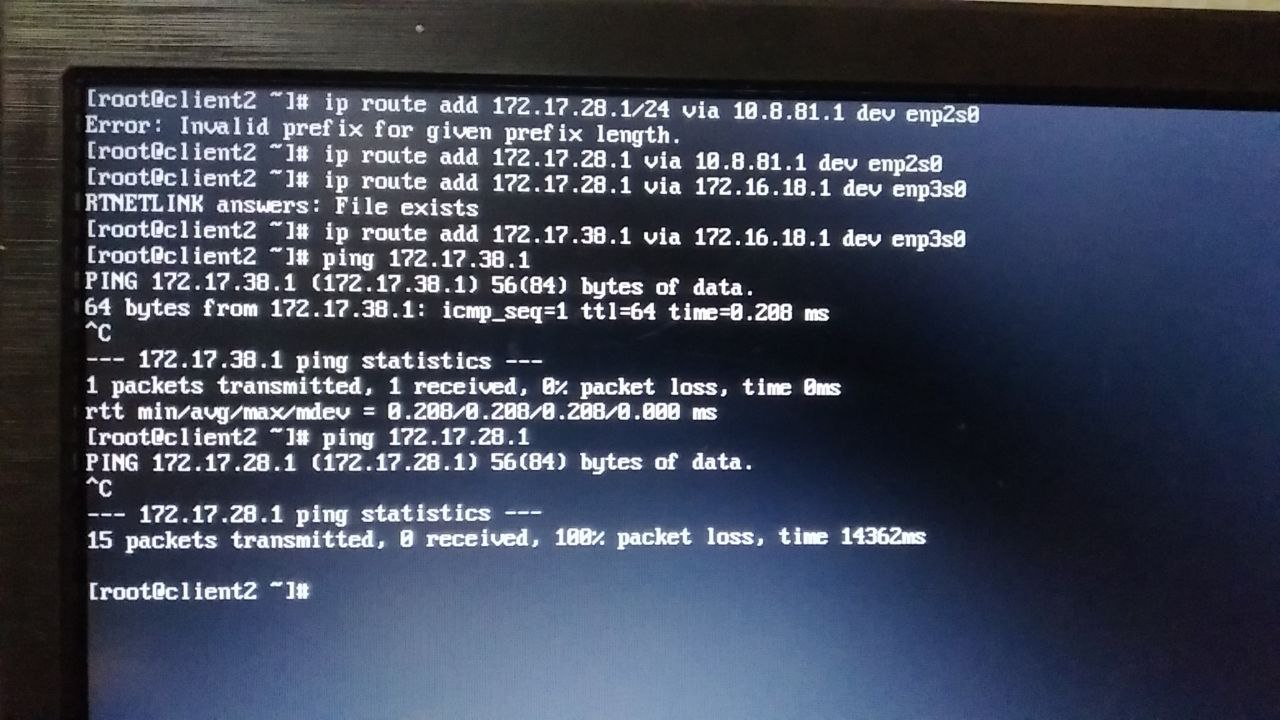 [root@client2 ~]# ip route add 172.17.28.1/24 via 10.8.81.1 dev enp2s0
Error: Invalid prefix for given prefix length.
[root@client2 ~]# ip route add 172.17.28.1 via 10.8.81.1 dev enp2s0
[root@client2 ~]# ip route add 172.17.28.1 via 172.16.18.1 dev enp3s0
RTNETLINK answers: File exists
[root@client2 ~]# ip route add 172.17.38.1 via 172.16.18.1 dev enp3s0
[root@client2 ~]# ping 172.17.38.1
PING 172.17.38.1 (172.17.38.1) 56(84) bytes of data.
64 bytes from 172.17.38.1: icmp_seq=1 ttl=64 time=0.208 ms
^C
--- 172.17.38.1 ping statistics ---
1 packets transmitted, 1 received, 0% packet loss, time 0ms
rtt min/avg/max/mdev = 0.208/0.208/0.208/0.000 ms
[root@client2 ~]# ping 172.17.28.1
PING 172.17.28.1 (172.17.28.1) 56(84) bytes of data.
^C
--- 172.17.28.1 ping statistics ---
15 packets transmitted, 0 received, 100% packet loss, time 14362ms
[root@client2 ~]#